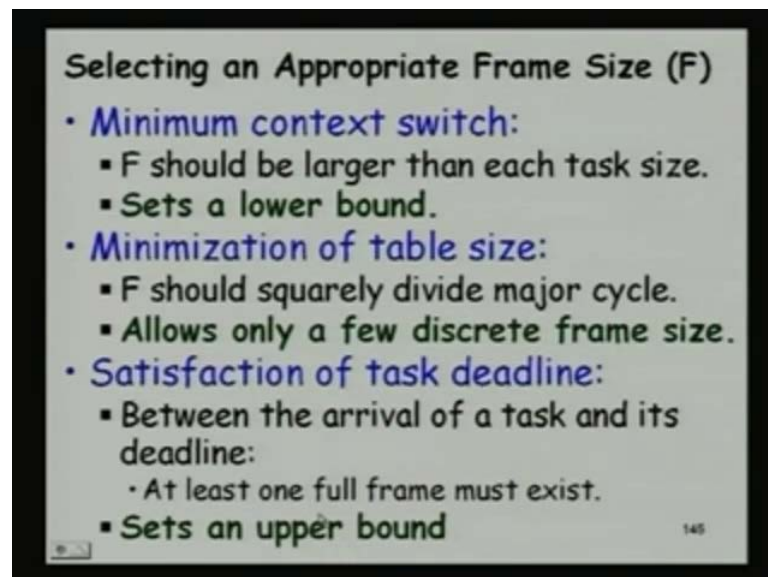 Selecting an Appropriate Frame Size (F)
• Minimum context switch:
▪ F should be larger than each task size.
▪ Sets a lower bound.
• Minimization of table size:
▪ F should squarely divide major cycle.
▪ Allows only a few discrete frame size.
• Satisfaction of task deadline:
▪ Between the arrival of a task and its
deadline:
• At least one full frame must exist.
▪ Sets an upper bound
145